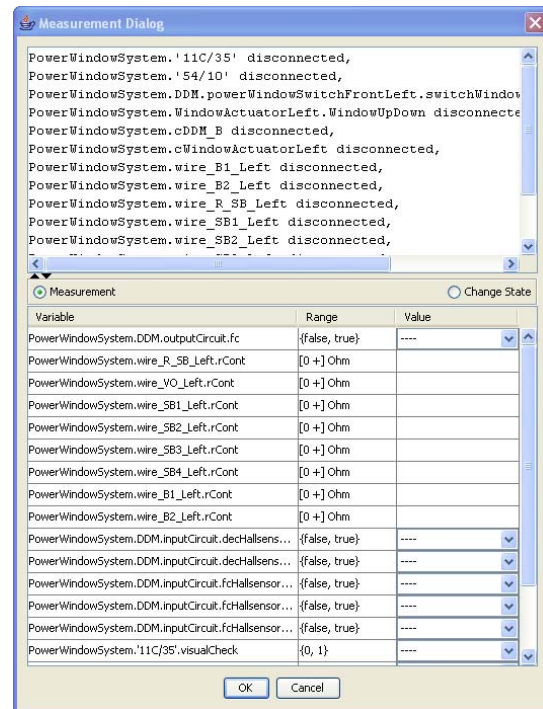 Measurement Dialog
PowerWindowSystem.'11C/35' disconnected,
PowerWindowSystem.'54/10' disconnected,
PowerWindowSystem.DDM.powerWindowSwitchFrontLeft.switchWindow
PowerWindowSystem.WindowActuatorLeft.WindowUpDown disconnecte
PowerWindowSystem.cDDM_B disconnected,
PowerWindowSystem.cWindowActuatorLeft disconnected,
PowerWindowSystem.wire_B1_Left disconnected,
PowerWindowSystem.wire_B2_Left disconnected,
PowerWindowSystem.wire_R_SB_Left disconnected,
PowerWindowSystem.wire_SB1_Left disconnected,
PowerWindowSystem.wire_SB2_Left disconnected,
Measurement Change State
Variable Range Value
PowerWindowSystem.DDM.outputCircuit.fc {false, true} ----
PowerWindowSystem.wire_R_SB_Left.rCont [0 +] Ohm
PowerWindowSystem.wire_VO_Left.rCont [0 +] Ohm
PowerWindowSystem.wire_SB1_Left.rCont [0 +] Ohm
PowerWindowSystem.wire_SB2_Left.rCont [0 +] Ohm
PowerWindowSystem.wire_SB3_Left.rCont [0 +] Ohm
PowerWindowSystem.wire_SB4_Left.rCont [0 +] Ohm
PowerWindowSystem.wire_B1_Left.rCont [0 +] Ohm
PowerWindowSystem.wire_B2_Left.rCont [0 +] Ohm
PowerWindowSystem.DDM.inputCircuit.decHallsens... {false, true} ----
PowerWindowSystem.DDM.inputCircuit.decHallsens... {false, true} ----
PowerWindowSystem.DDM.inputCircuit.fcHallsensor... {false, true} ----
PowerWindowSystem.DDM.inputCircuit.fcHallsensor... {false, true} ----
PowerWindowSystem.DDM.inputCircuit.fcHallsensor... {false, true} ----
PowerWindowSystem.'11C/35'.visualCheck {0, 1} ----
OK Cancel